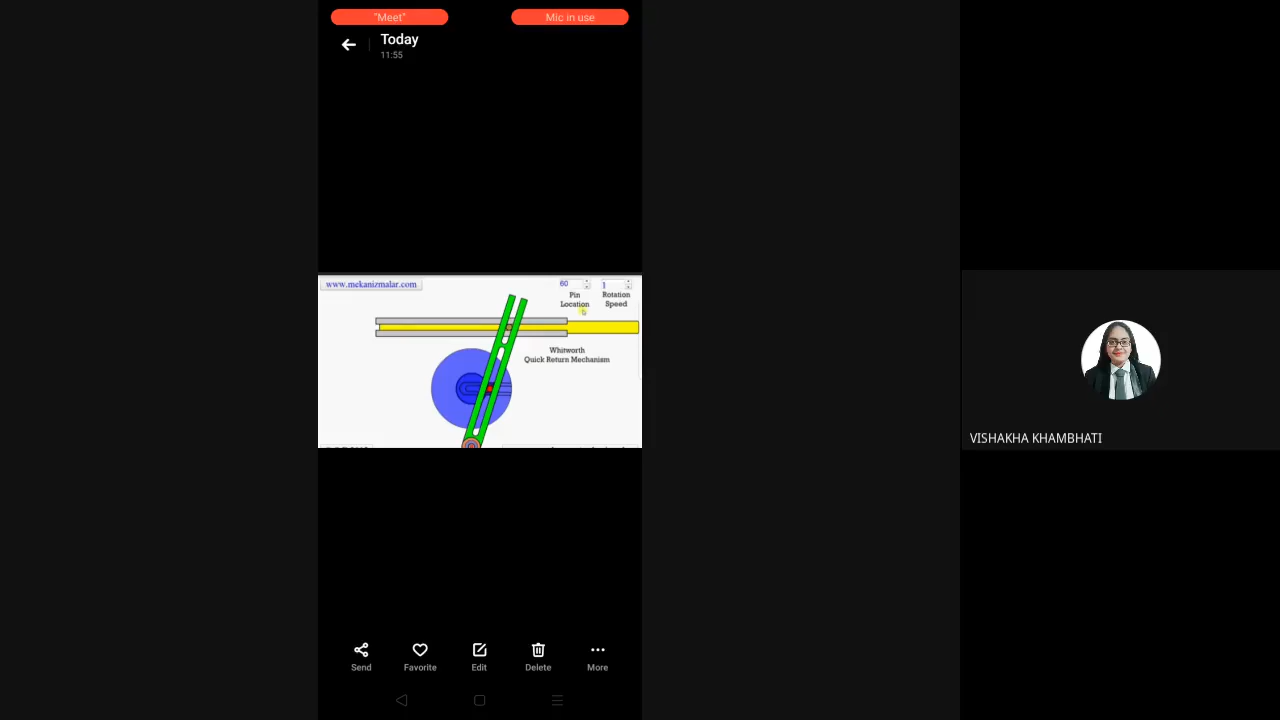 "Meet"
Mic in use
Today
11:55
www.mekanizmalar.com
60
1
Pin
Location
Rotation
Speed
Whitworth
Quick Return Mechanism
VISHAKHA KHAMBHATI
Send
Favorite
Edit
Delete
More